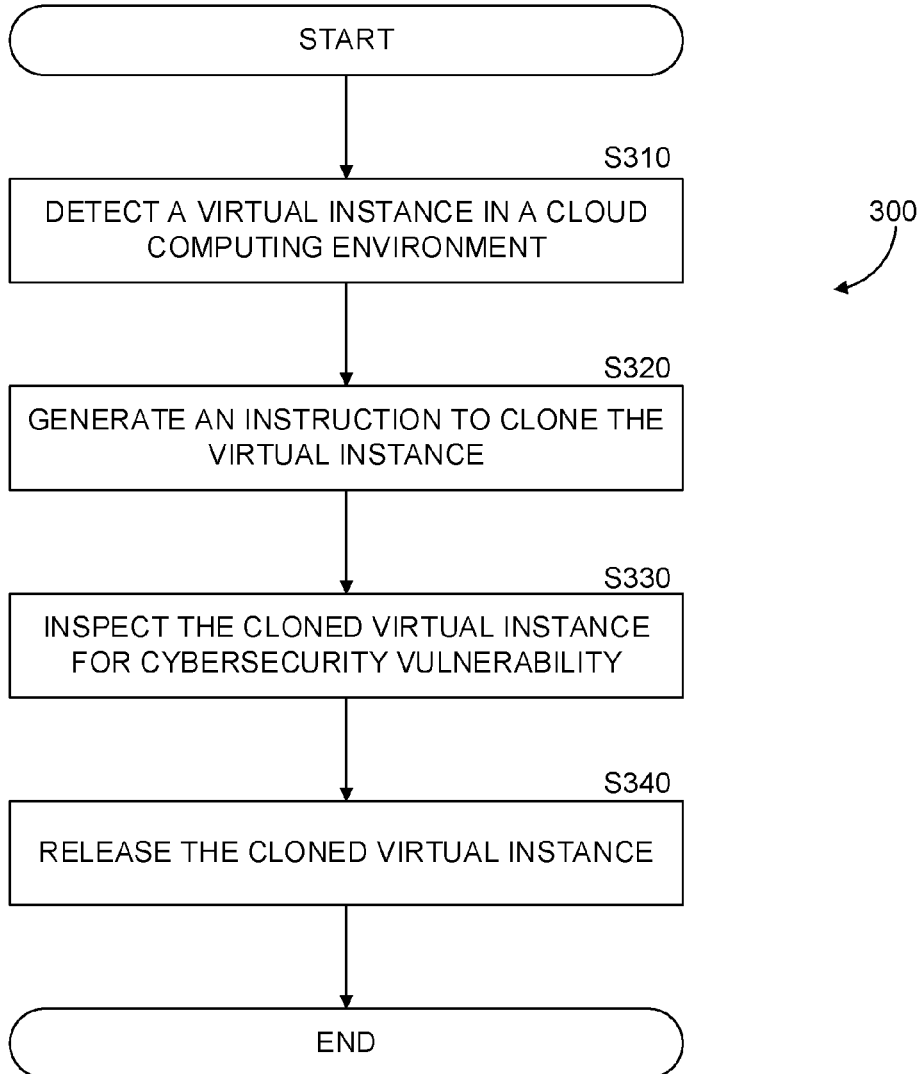 START
S310
DETECT A VIRTUAL INSTANCE IN A CLOUD
COMPUTING ENVIRONMENT
300
S320
GENERATE AN INSTRUCTION TO CLONE THE
VIRTUAL INSTANCE
S330
INSPECT THE CLONED VIRTUAL INSTANCE
FOR CYBERSECURITY VULNERABILITY
S340
RELEASE THE CLONED VIRTUAL INSTANCE
END